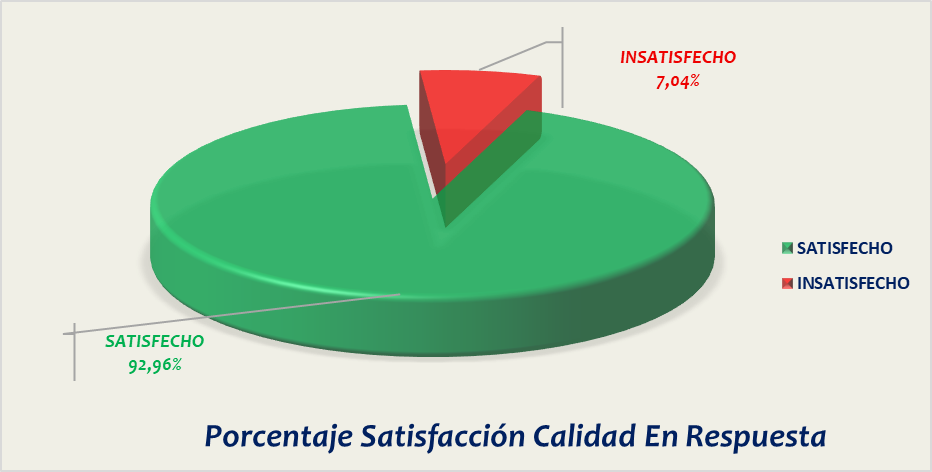 INSATISFECHO
7,04%
SATISFECHO
INSATISFECHO
SATISFECHO
92,96%
Porcentaje Satisfacción Calidad En Respuesta